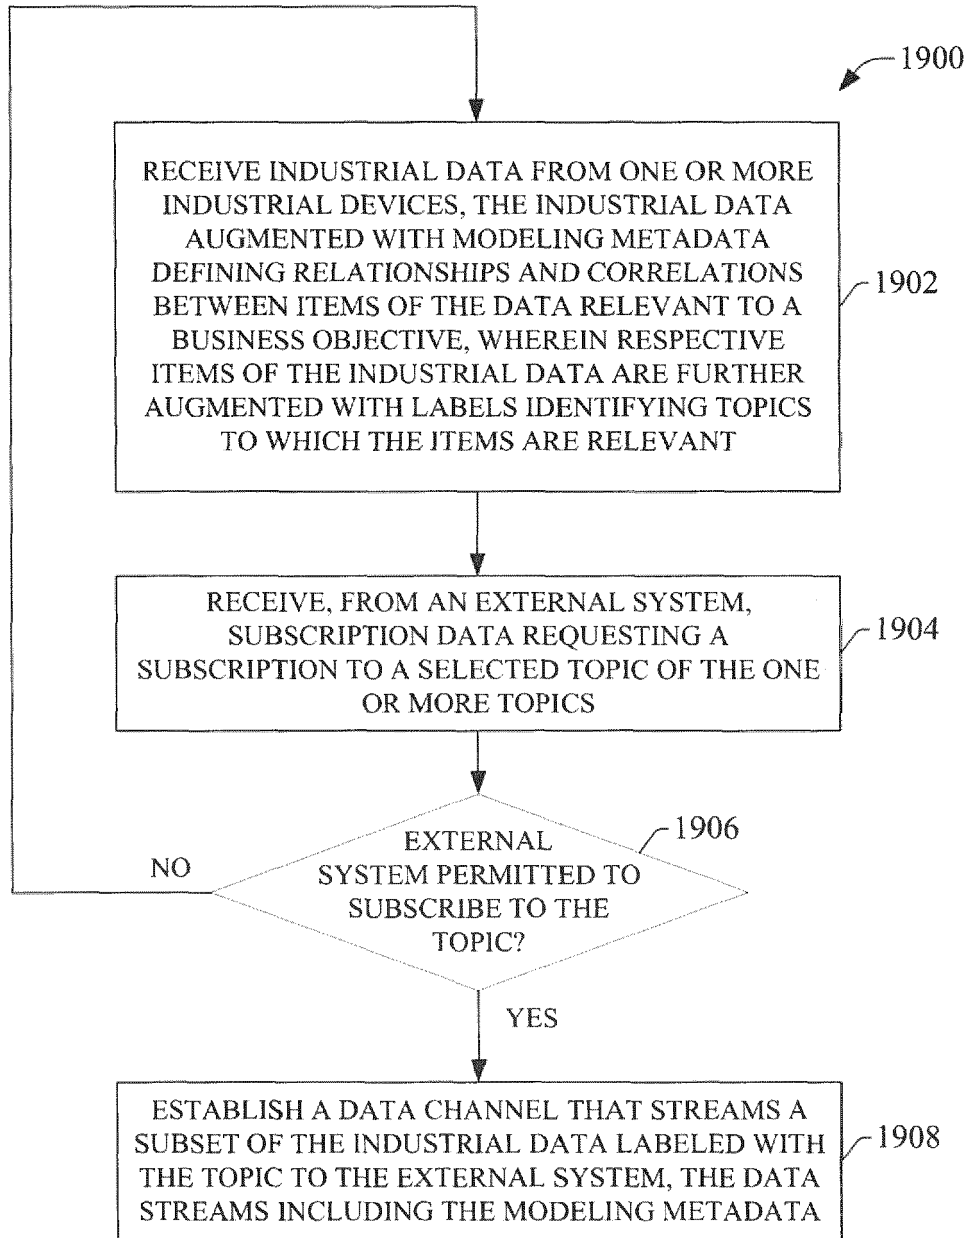 1900
RECEIVE INDUSTRIAL DATA FROM ONE OR MORE
INDUSTRIAL DEVICES, THE INDUSTRIAL DATA
AUGMENTED WITH MODELING METADATA
DEFINING RELATIONSHIPS AND CORRELATIONS
BETWEEN ITEMS OF THE DATA RELEVANT TO A
BUSINESS OBJECTIVE, WHEREIN RESPECTIVE
ITEMS OF THE INDUSTRIAL DATA ARE FURTHER
AUGMENTED WITH LABELS IDENTIFYING TOPICS
TO WHICH THE ITEMS ARE RELEVANT
1902
RECEIVE, FROM AN EXTERNAL SYSTEM,
SUBSCRIPTION DATA REQUESTING A
SUBSCRIPTION TO A SELECTED TOPIC OF THE ONE
OR MORE TOPICS
1904
EXTERNAL
SYSTEM PERMITTED TO
SUBSCRIBE TO THE
TOPIC?
1906
NO
YES
ESTABLISH A DATA CHANNEL THAT STREAMS A
SUBSET OF THE INDUSTRIAL DATA LABELED WITH
THE TOPIC TO THE EXTERNAL SYSTEM, THE DATA
STREAMS INCLUDING THE MODELING METADATA
1908